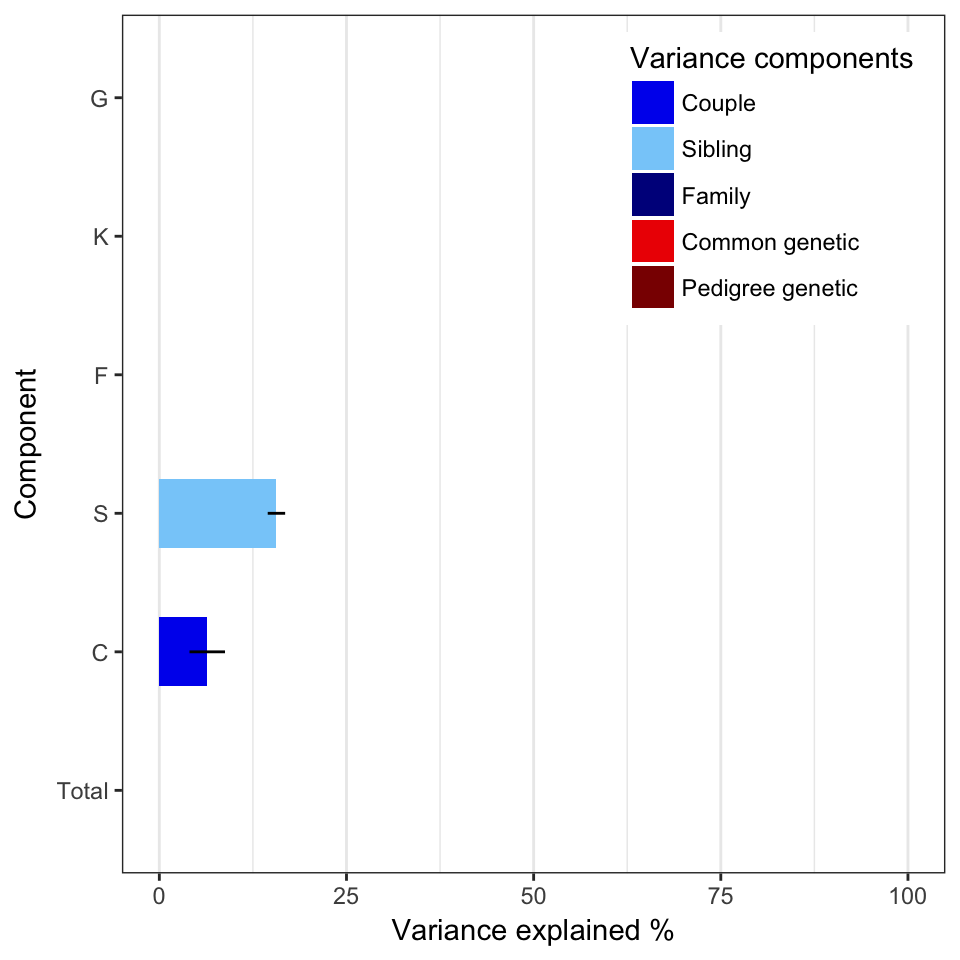 Variance components
Couple
Sibling
Family
Common genetic
Pedigree genetic
G
K
F
S
C
Total
Component
0 25 50 75 100
Variance explained %